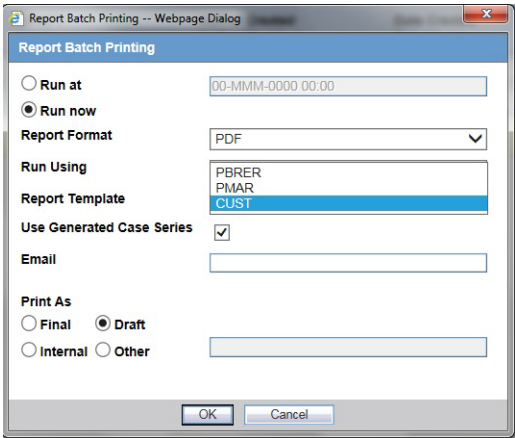 Report Batch Printing -- Webpage Dialog
Report Batch Printing
Run at
00-MMM-0000 00:00
Run now
Report Format
PDF
Run Using
PBRER
PMAR
Report Template
CUST
Use Generated Case Series
Email
Print As
Final Draft
Internal Other
OK Cancel